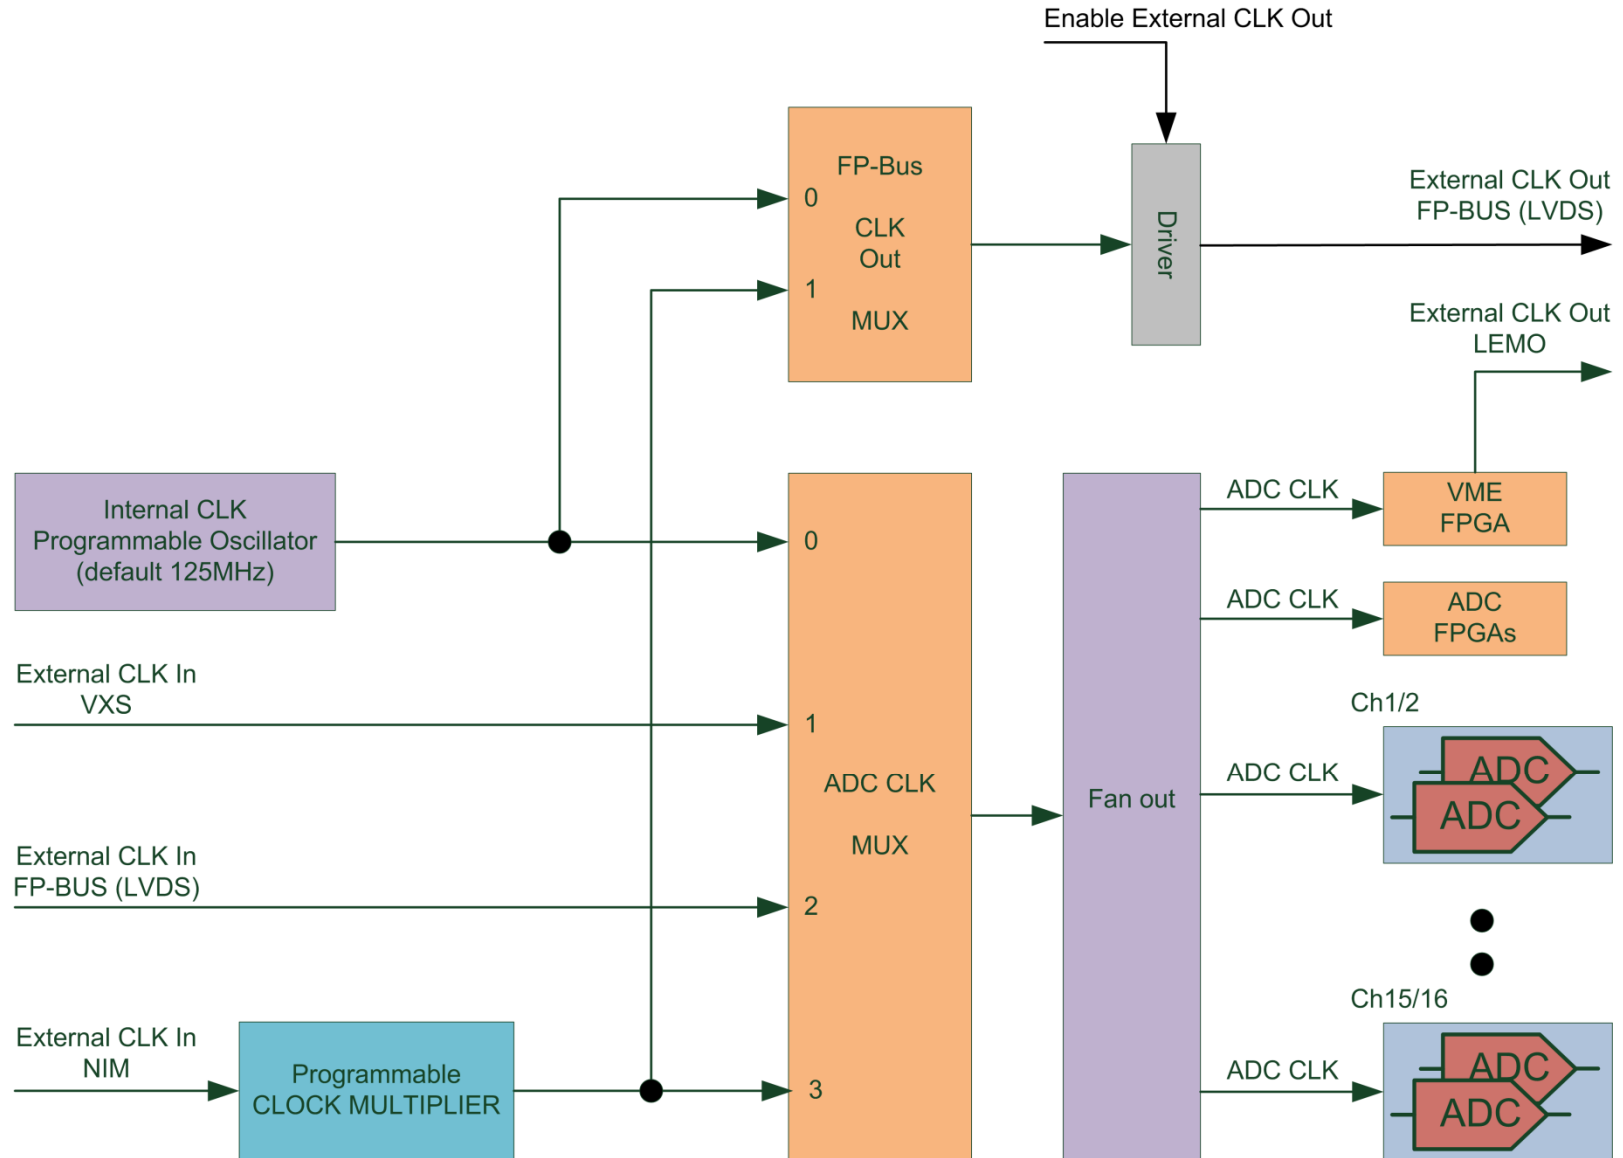 Enable External CLK Out
FP-Bus
0
CLK
Out
1
MUX
Driver
External CLK Out
FP-BUS (LVDS)
External CLK Out
LEMO
Internal CLK
Programmable Oscillator
(default 125MHz)
External CLK In
VXS
External CLK In
FP-BUS (LVDS)
External CLK In
NIM
Programmable
CLOCK MULTIPLIER
0
1
ADC CLK
MUX
2
3
Fan out
ADC CLK
VME
FPGA
ADC CLK
ADC
FPGAs
Ch1/2
ADC CLK
ADC
ADC
Ch15/16
ADC CLK
ADC
ADC